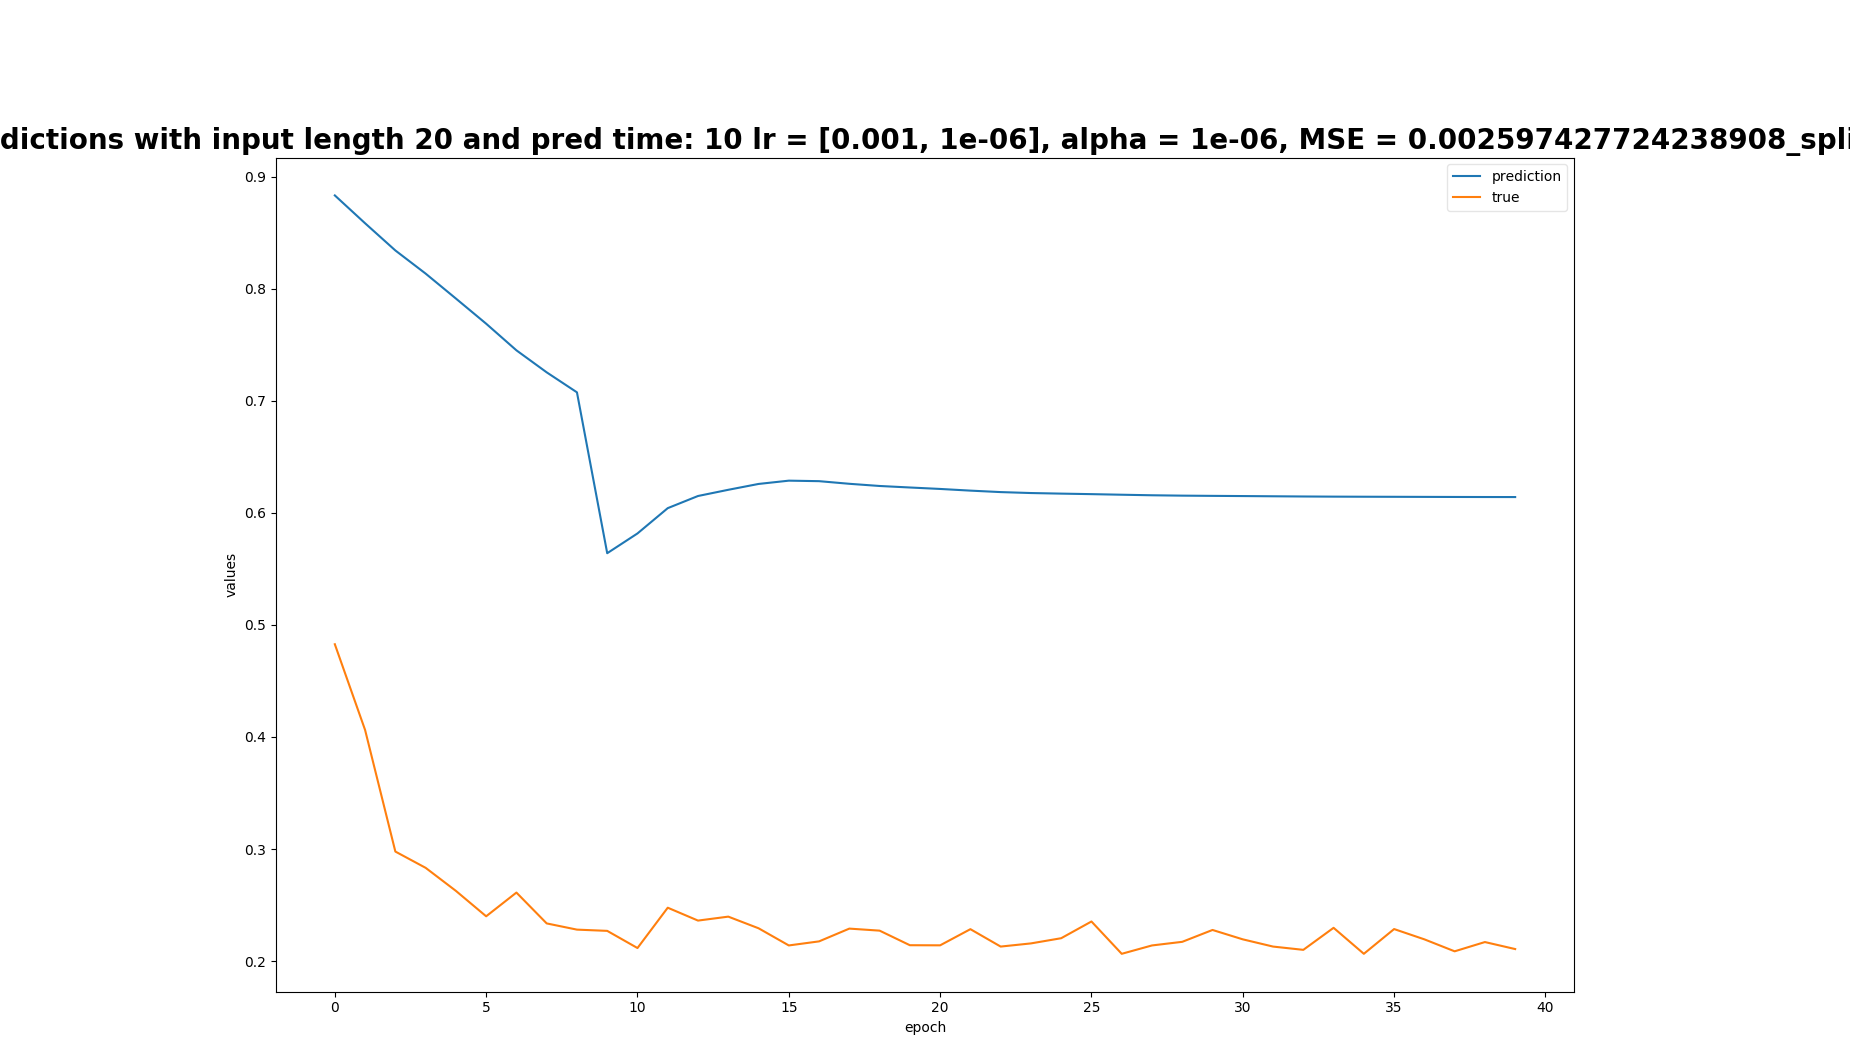 dictions with input length 20 and pred time: 10 lr = [0.001, 1e-06], alpha = 1e-06, MSE = 0.002597427724238908_spli
prediction
true
0.9
0.8
0.7
0.6
0.5
0.4
0.3
0.2
values
0 5 10 15 20 25 30 35 40
epoch